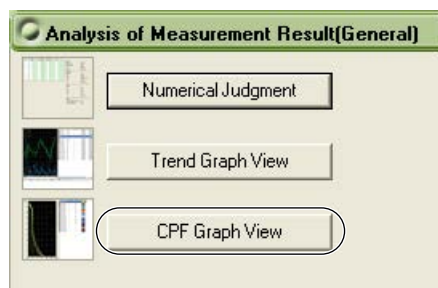 Analysis of Measurement Result(General)
Numerical Judgment
Trend Graph View
CPF Graph View